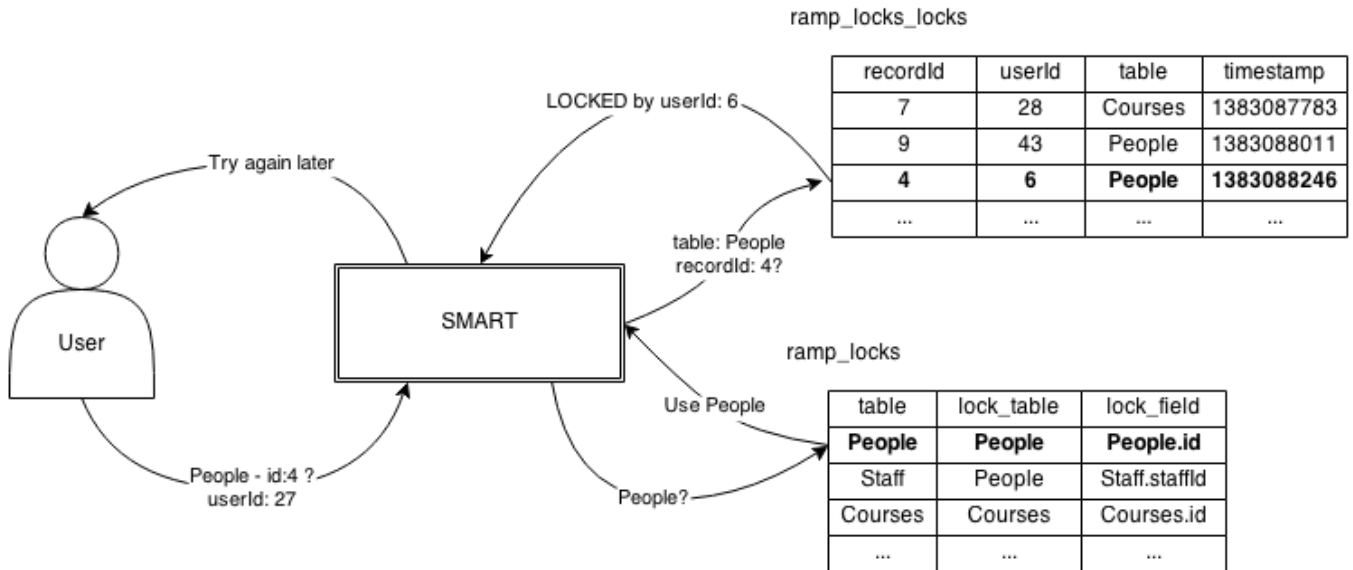 ramp_locks_locks
recordId userId table timestamp
7 28 Courses 1383087783
9 43 People 1383088011
4 6 People 1383088246
... ... ... ...
LOCKED by userId: 6
Try again later
table: People
recordId: 4?
SMART
User
ramp_locks
Use People
table lock_table lock_field
People People People.id
Staff People Staff.staffId
Courses Courses Courses.id
... ... ...
People - id:4 ?
userId: 27
People?